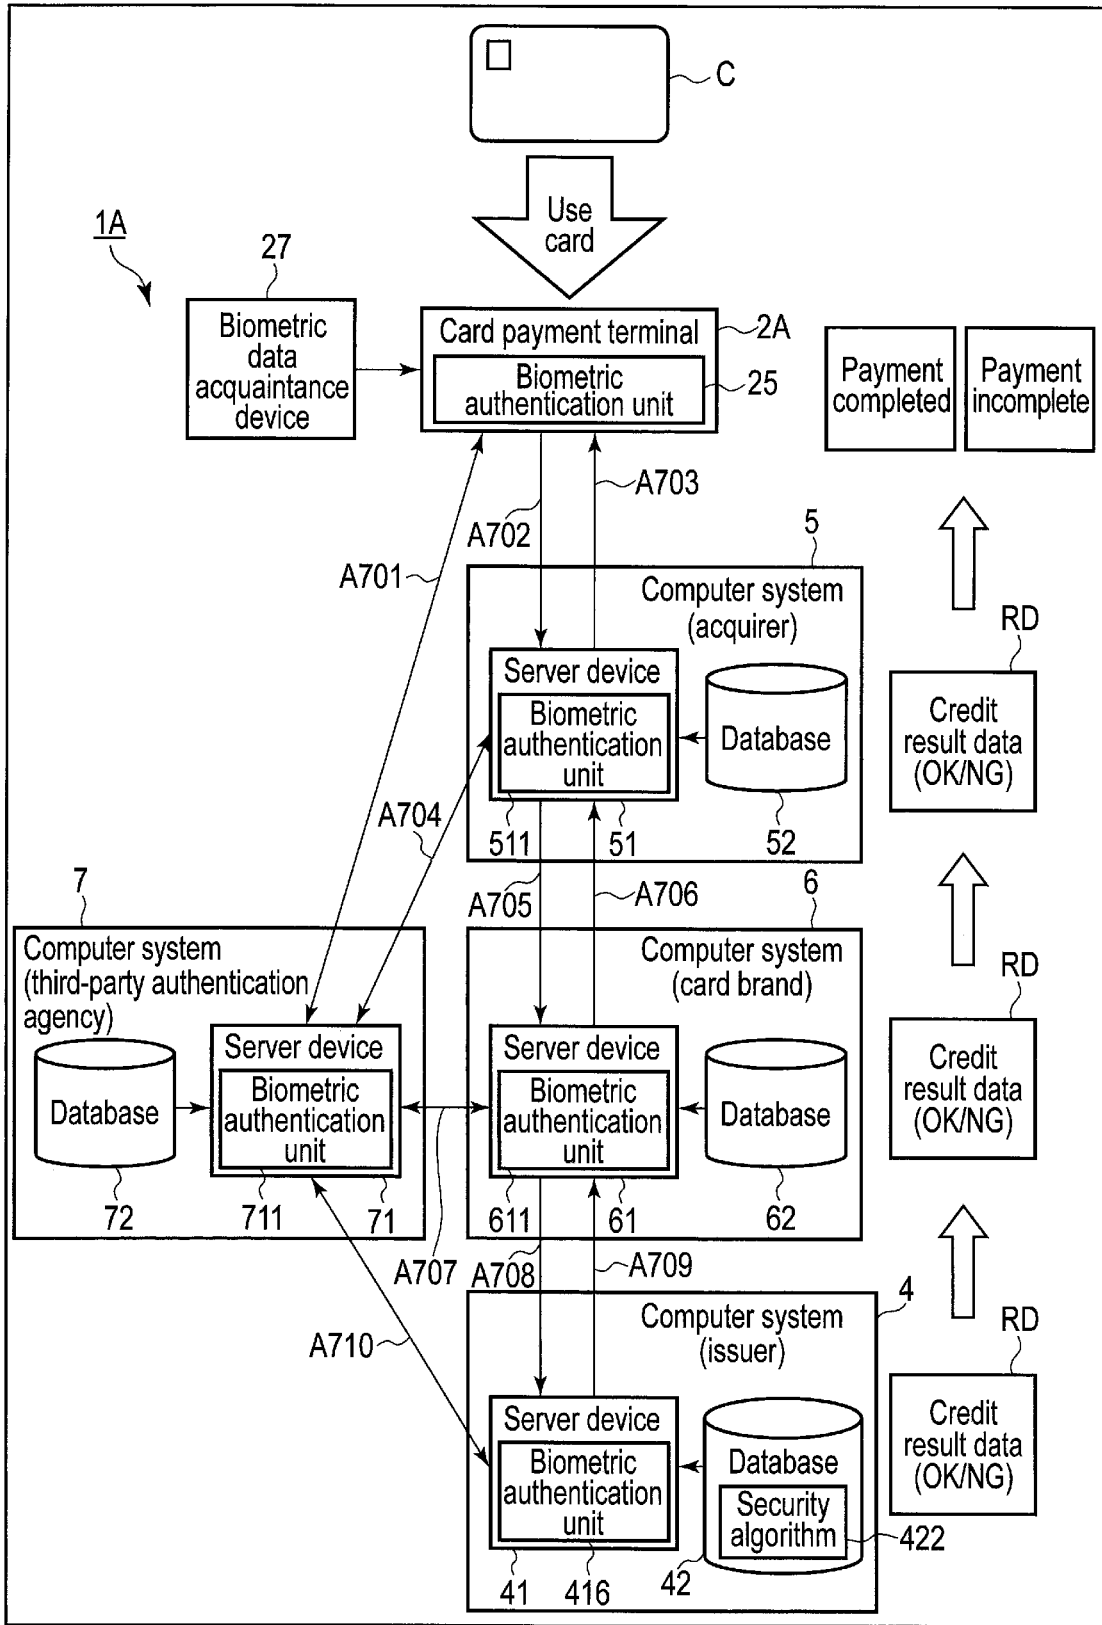 C
Use
card
1A
27
Biometric
data
acquaintance
device
Card payment terminal
2A
Biometric
authentication unit
25
Payment
completed
Payment
incomplete
A703
A702
A701
5
Computer system
(acquirer)
Server device
Biometric
authentication
unit
Database
511
51
52
RD
Credit
result data
(OK/NG)
A704
A705
A706
7
Computer system
(third-party authentication
agency)
Database
Server device
Biometric
authentication
unit
72
711
71
6
Computer system
(card brand)
Server device
Biometric
authentication
unit
Database
611
61
62
RD
Credit
result data
(OK/NG)
A707
A708
A709
A710
4
Computer system
(issuer)
Server device
Biometric
authentication
unit
Database
Security
algorithm
422
41
416
42
RD
Credit
result data
(OK/NG)